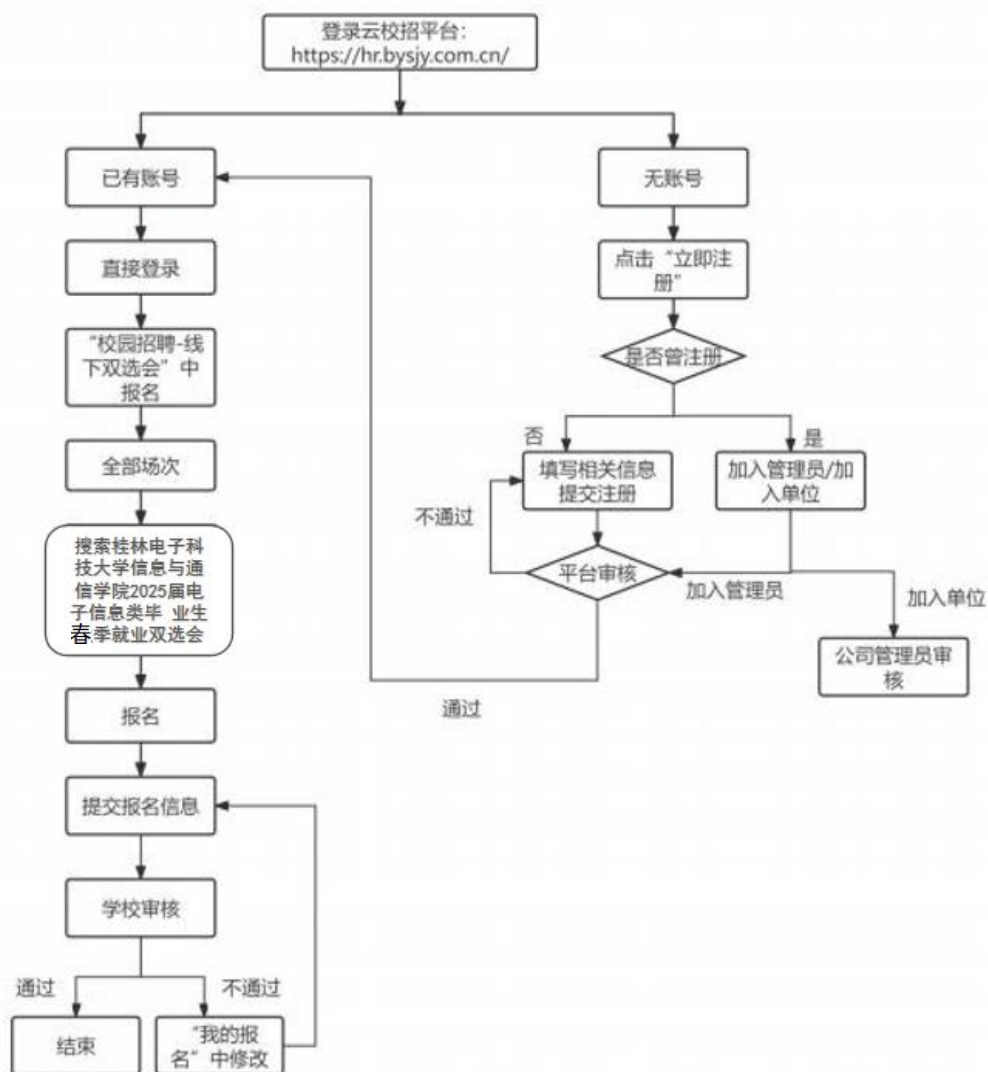 登录云校招平台：
https://hr.bysjy.com.cn/
已有账号
直接登录
“校园招聘-线
下双选会”中
报名
全部场次
搜索桂林电子科
技大学信息与通
信学院2025届电
子信息类毕 业生
春季就业双选会
报名
提交报名信息
学校审核
通过
不通过
结束
“我的报
名”中修改
无账号
点击“立即注
册”
是否曾注册
否
是
填写相关信息
提交注册
加入管理员/加
入单位
不通过
平台审核
加入管理员
加入单位
公司管理员审
核
通过